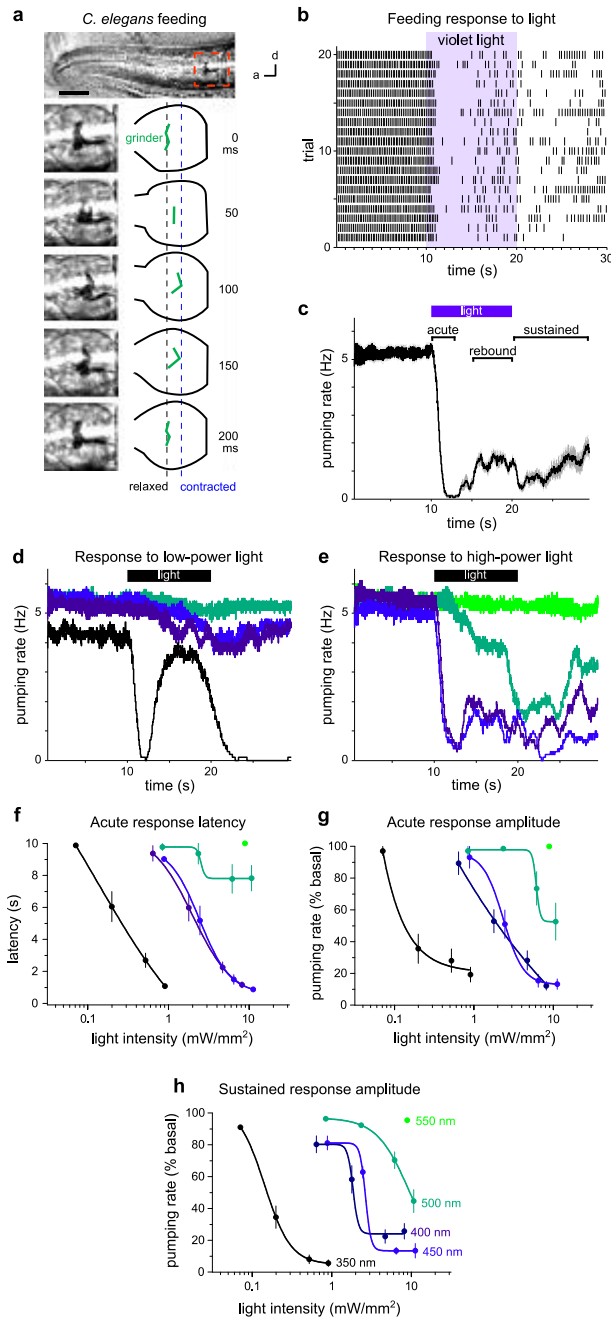 a
C. elegans feeding
d
a
grinder
0
ms
50
100
150
200
ms
relaxed
contracted
b
Feeding response to light
violet light
20
10
0
trial
0
10
20
30
time (s)
c
light
acute
rebound
sustained
5
0
pumping rate (Hz)
10
20
time (s)
d
Response to low-power light
light
5
0
pumping rate (Hz)
10
20
time (s)
e
Response to high-power light
light
5
0
pumping rate (Hz)
10
20
time (s)
f
Acute response latency
10
8
6
4
2
0
latency (s)
0.1
1
10
light intensity (mW/mm²)
g
Acute response amplitude
100
80
60
40
20
0
pumping rate (% basal)
0.1
1
10
light intensity (mW/mm²)
h
Sustained response amplitude
100
80
60
40
20
0
pumping rate (% basal)
550 nm
500 nm
400 nm
450 nm
350 nm
0.1
1
10
light intensity (mW/mm²)